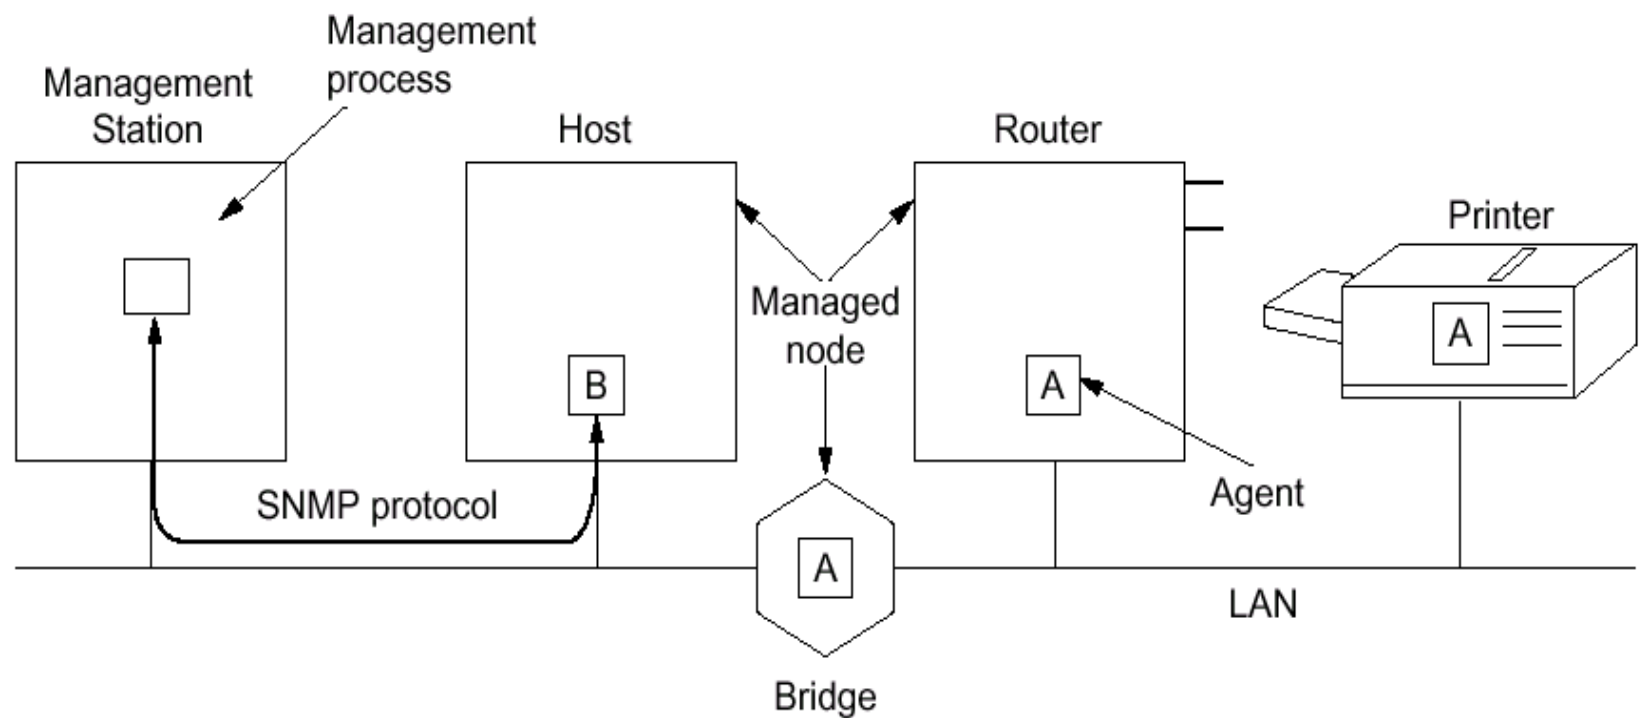 Management
process
Management
Station
Host
Router
Printer
Managed
node
A
B
A
Agent
SNMP protocol
A
LAN
Bridge